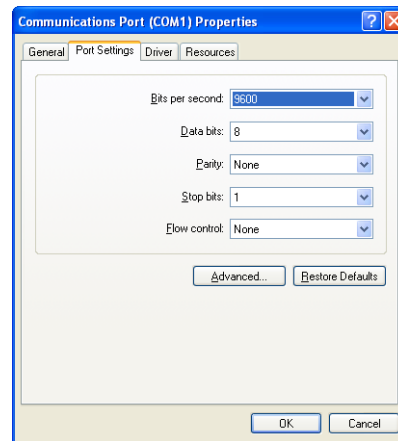 Communications Port (COM1) Properties
General Port Settings Driver Resources
Bits per second: 9600
Data bits: 8
Parity: None
Stop bits: 1
Flow control: None
Advanced... Restore Defaults
OK Cancel